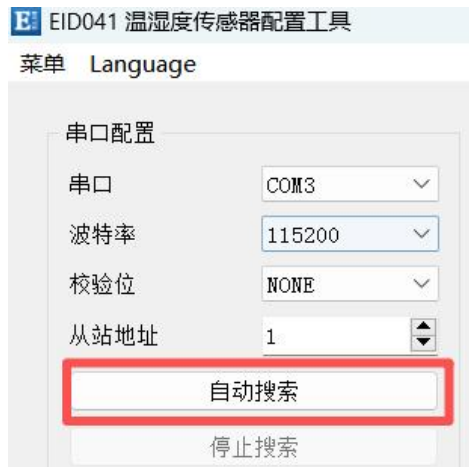 E EID041 温湿度传感器配置工具
菜单 Language
串口配置
串口 COM3
波特率 115200
校验位 NONE
从站地址 1
自动搜索
停止搜索